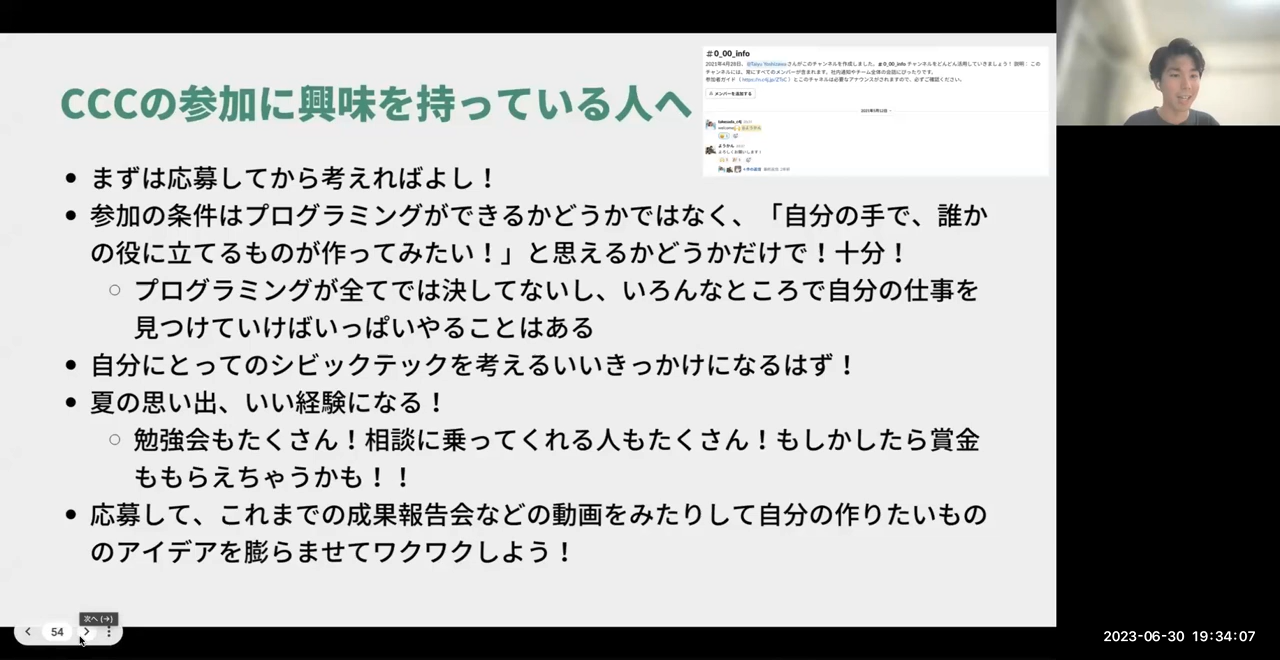 CCCの参加に興味を持っている人へ
#0_00_info
メンバーを追加する
まずは応募してから考えればよし！
参加の条件はプログラミングができるかどうかではなく、「自分の手で、誰か
の役に立てるものが作ってみたい！」と思えるかどうかだけで！十分！
プログラミングが全てでは決してないし、いろんなところで自分の仕事を
見つけていけばいっぱいやることはある
自分にとってのシビックテックを考えるいいきっかけになるはず！
夏の思い出、いい経験になる！
勉強会もたくさん！相談に乗ってくれる人もたくさん！もしかしたら賞金
ももらえちゃうかも！！
応募して、これまでの成果報告会などの動画をみたりして自分の作りたいもの
のアイデアを膨らませてワクワクしよう！
次へ (→)
54
2023-06-30 19:34:07